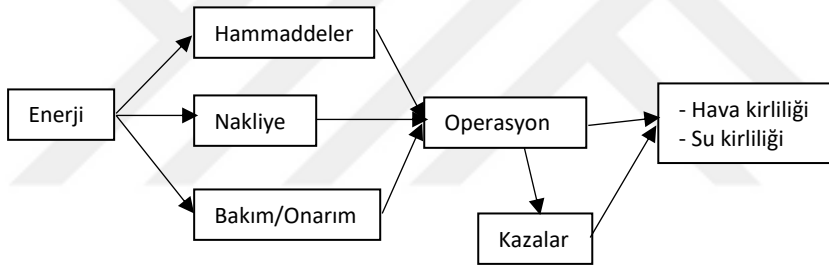 Hammaddeler
Enerji
Nakliye
Bakım/Onarım
Operasyon
Kazalar
- Hava kirliliği
- Su kirliliği